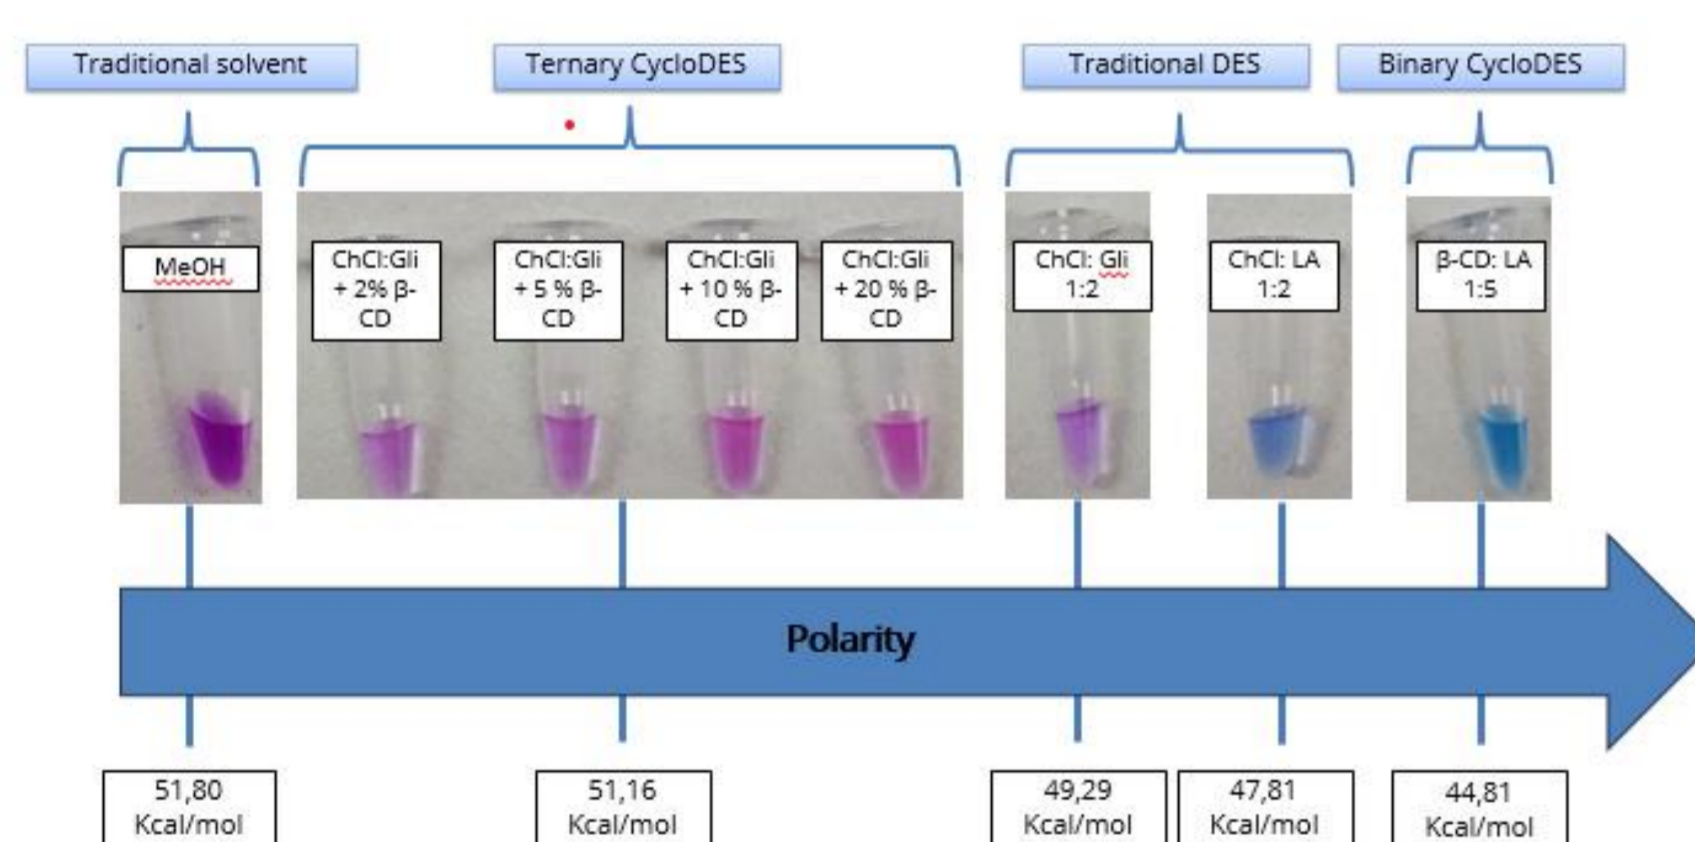 Traditional solvent
Ternary CycloDES
Traditional DES
Binary CycloDES
MeOH
ChCl:Gli
+ 2% β-
CD
ChCl:Gli
+ 5 % β-
CD
ChCl:Gli
+ 10 % β-
CD
ChCl:Gli
+ 20 % β-
CD
ChCl: Gli
1:2
ChCl: LA
1:2
β-CD: LA
1:5
Polarity
51,80
Kcal/mol
51,16
Kcal/mol
49,29
Kcal/mol
47,81
Kcal/mol
44,81
Kcal/mol